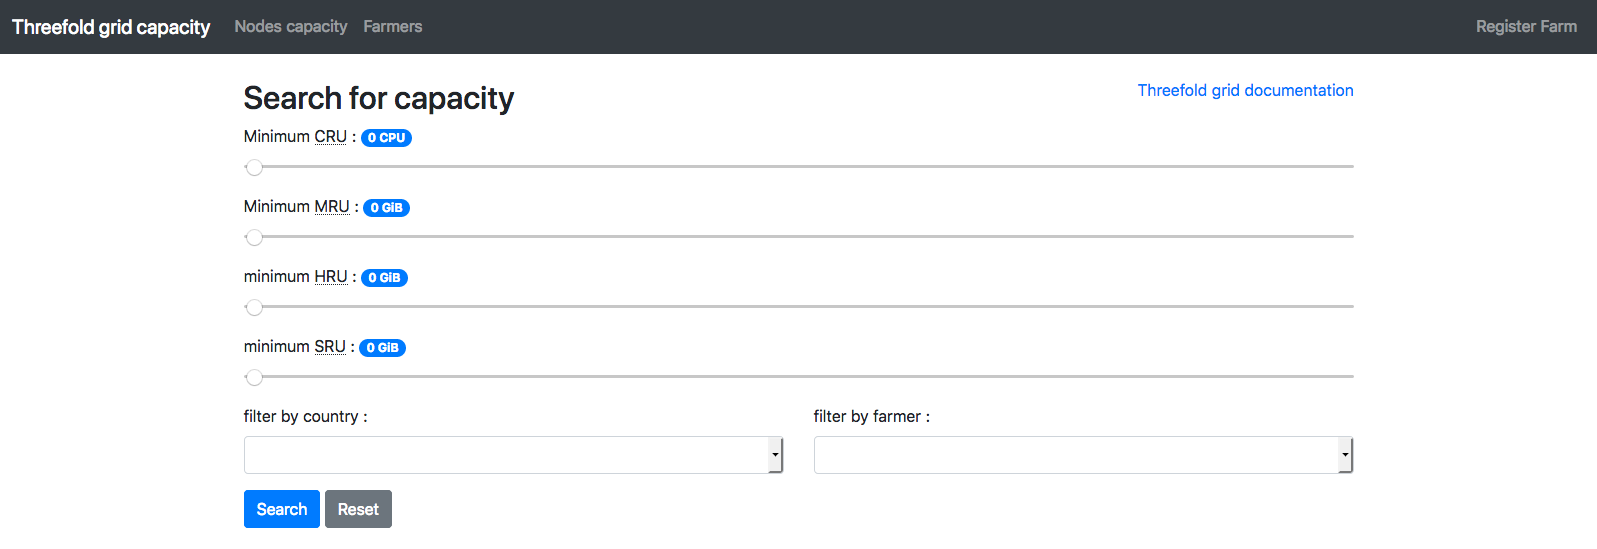 Threefold grid capacity Nodes capacity Farmers Register Farm
Search for capacity Threefold grid documentation
Minimum CRU : 0 CPU
Minimum MRU : 0 GiB
minimum HRU : 0 GiB
minimum SRU : 0 GiB
filter by country : filter by farmer :
Search Reset